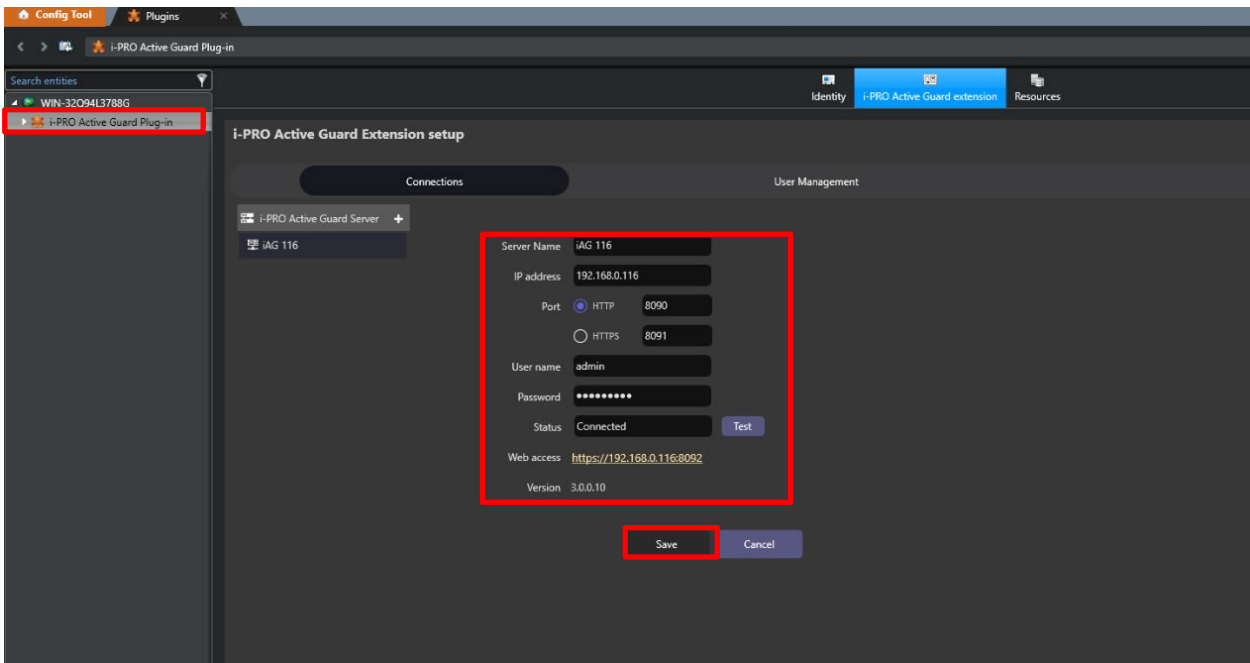 Config Tool
Plugins
i-PRO Active Guard Plug-in
Search entities
WIN-32Q94L3788G
i-PRO Active Guard Plug-in
Identity
i-PRO Active Guard extension
Resources
i-PRO Active Guard Extension setup
Connections
User Management
i-PRO Active Guard Server +
iAG 116
Server Name iAG 116
IP address 192.168.0.116
Port HTTP 8090
HTTPS 8091
User name admin
Password •••••••••
Status Connected Test
Web access https://192.168.0.116:8092
Version 3.0.0.10
Save Cancel